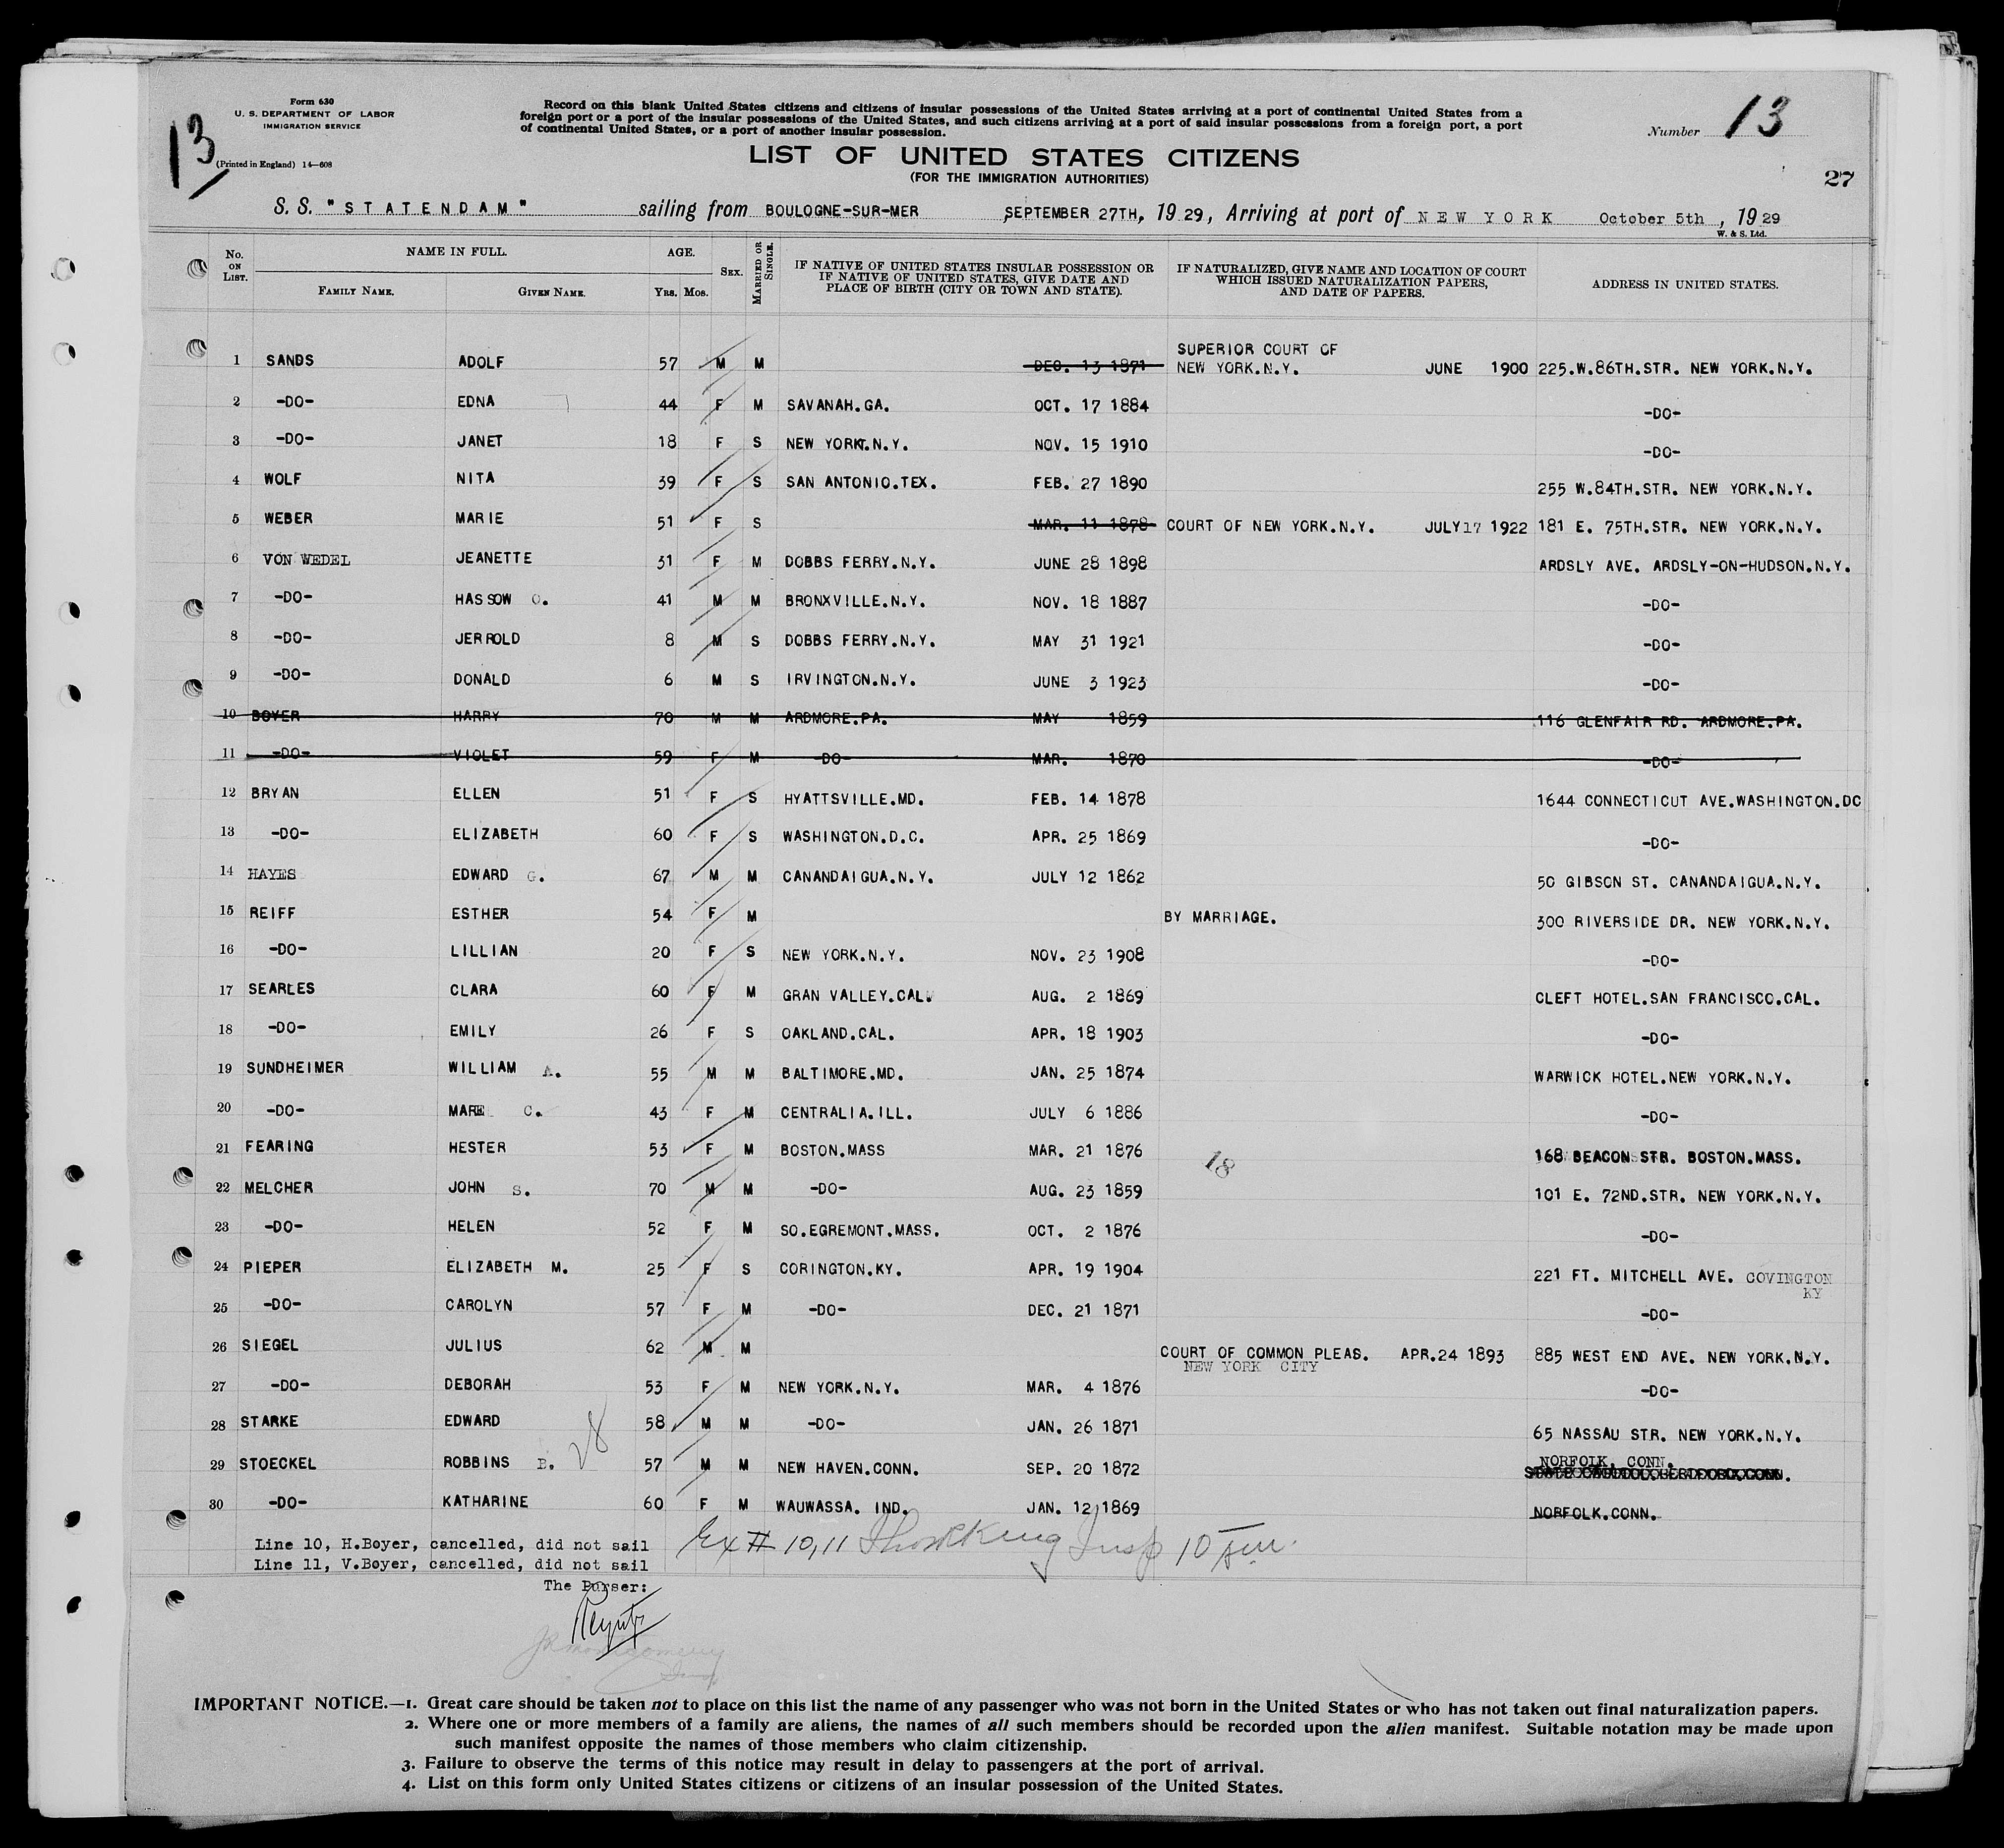 Form 630
U. S. DEPARTMENT OF LABOR
IMMIGRATION SERVICE
(Printed in England) 14—608
13
Record on this blank United States citizens and citizens of insular possessions of the United States arriving at a port of continental United States from a
foreign port or a port of the insular possessions of the United States, and such citizens arriving at a port of said insular possessions from a foreign port, a port
of continental United States, or a port of another insular possession.
Number 13
LIST OF UNITED STATES CITIZENS
(FOR THE IMMIGRATION AUTHORITIES)
27
S. S. "STATENDAM" sailing from BOULOGNE-SUR-MER SEPTEMBER 27TH, 1929, Arriving at port of NEW YORK October 5th, 1929
W. & S. Ltd.
No. ON LIST. NAME IN FULL. FAMILY NAME. GIVEN NAME. AGE. YRS. MOS. SEX. MARRIED OR SINGLE. IF NATIVE OF UNITED STATES INSULAR POSSESSION OR IF NATIVE OF UNITED STATES, GIVE DATE AND PLACE OF BIRTH (CITY OR TOWN AND STATE). IF NATURALIZED, GIVE NAME AND LOCATION OF COURT WHICH ISSUED NATURALIZATION PAPERS, AND DATE OF PAPERS. ADDRESS IN UNITED STATES.
1 SANDS ADOLF 57 M M DEC. 13 1871 SUPERIOR COURT OF NEW YORK.N.Y. JUNE 1900 225.W.86TH.STR. NEW YORK.N.Y.
2 -DO- EDNA 44 F M SAVANAH.GA. OCT. 17 1884 -DO-
3 -DO- JANET 18 F S NEW YORK.N.Y. NOV. 15 1910 -DO-
4 WOLF NITA 39 F S SAN ANTONIO.TEX. FEB. 27 1890 255 W.84TH.STR. NEW YORK.N.Y.
5 WEBER MARIE 51 F S MAR. 11 1878 COURT OF NEW YORK.N.Y. JULY 17 1922 181 E. 75TH.STR. NEW YORK.N.Y.
6 VON WEDEL JEANETTE 31 F M DOBBS FERRY.N.Y. JUNE 28 1898 ARDSLY AVE. ARDSLY-ON-HUDSON.N.Y.
7 -DO- HASSOW O. 41 M M BRONXVILLE.N.Y. NOV. 18 1887 -DO-
8 -DO- JERROLD 8 M S DOBBS FERRY.N.Y. MAY 31 1921 -DO-
9 -DO- DONALD 6 M S IRVINGTON.N.Y. JUNE 3 1923 -DO-
10 BOYER HARRY 70 M M ARDMORE.PA. MAY 1859 116 GLENFAIR RD. ARDMORE.PA.
11 -DO- VIOLET 59 F M -DO- MAR. 1870 -DO-
12 BRYAN ELLEN 51 F S HYATTSVILLE.MD. FEB. 14 1878 1644 CONNECTICUT AVE.WASHINGTON.DC
13 -DO- ELIZABETH 60 F S WASHINGTON.D.C. APR. 25 1869 -DO-
14 HAYES EDWARD G. 67 M M CANANDAIGUA.N.Y. JULY 12 1862 50 GIBSON ST. CANANDAIGUA.N.Y.
15 REIFF ESTHER 54 F M BY MARRIAGE. 300 RIVERSIDE DR. NEW YORK.N.Y.
16 -DO- LILLIAN 20 F S NEW YORK.N.Y. NOV. 23 1908 -DO-
17 SEARLES CLARA 60 F M GRAN VALLEY.CAL. AUG. 2 1869 CLEFT HOTEL.SAN FRANCISCO.CAL.
18 -DO- EMILY 26 F S OAKLAND.CAL. APR. 18 1903 -DO-
19 SUNDHEIMER WILLIAM A. 55 M M BALTIMORE.MD. JAN. 25 1874 WARWICK HOTEL.NEW YORK.N.Y.
20 -DO- MARE C. 43 F M CENTRALIA.ILL. JULY 6 1886 -DO-
21 FEARING HESTER 53 F M BOSTON.MASS MAR. 21 1876 168 BEACON STR. BOSTON.MASS.
18
22 MELCHER JOHN S. 70 M M -DO- AUG. 23 1859 101 E. 72ND.STR. NEW YORK.N.Y.
23 -DO- HELEN 52 F M SO.EGREMONT.MASS. OCT. 2 1876 -DO-
24 PIEPER ELIZABETH M. 25 F S CORINGTON.KY. APR. 19 1904 221 FT. MITCHELL AVE. COVINGTON KY
25 -DO- CAROLYN 57 F M -DO- DEC. 21 1871 -DO-
26 SIEGEL JULIUS 62 M M COURT OF COMMON PLEAS. NEW YORK CITY APR.24 1893 885 WEST END AVE. NEW YORK.N.Y.
27 -DO- DEBORAH 53 F M NEW YORK.N.Y. MAR. 4 1876 -DO-
28 STARKE EDWARD 58 M M -DO- JAN. 26 1871 65 NASSAU STR. NEW YORK.N.Y.
29 STOECKEL ROBBINS B. 57 M M NEW HAVEN.CONN. SEP. 20 1872 NORFOLK, CONN.
30 -DO- KATHARINE 60 F M WAUWASSA. IND. JAN. 12 1869 NORFOLK.CONN.
Line 10, H.Boyer, cancelled, did not sail
Line 11, V.Boyer, cancelled, did not sail
Ex # 10,11 Insp
The Purser:
IMPORTANT NOTICE.—1. Great care should be taken not to place on this list the name of any passenger who was not born in the United States or who has not taken out final naturalization papers.
2. Where one or more members of a family are aliens, the names of all such members should be recorded upon the alien manifest. Suitable notation may be made upon
such manifest opposite the names of those members who claim citizenship.
3. Failure to observe the terms of this notice may result in delay to passengers at the port of arrival.
4. List on this form only United States citizens or citizens of an insular possession of the United States.